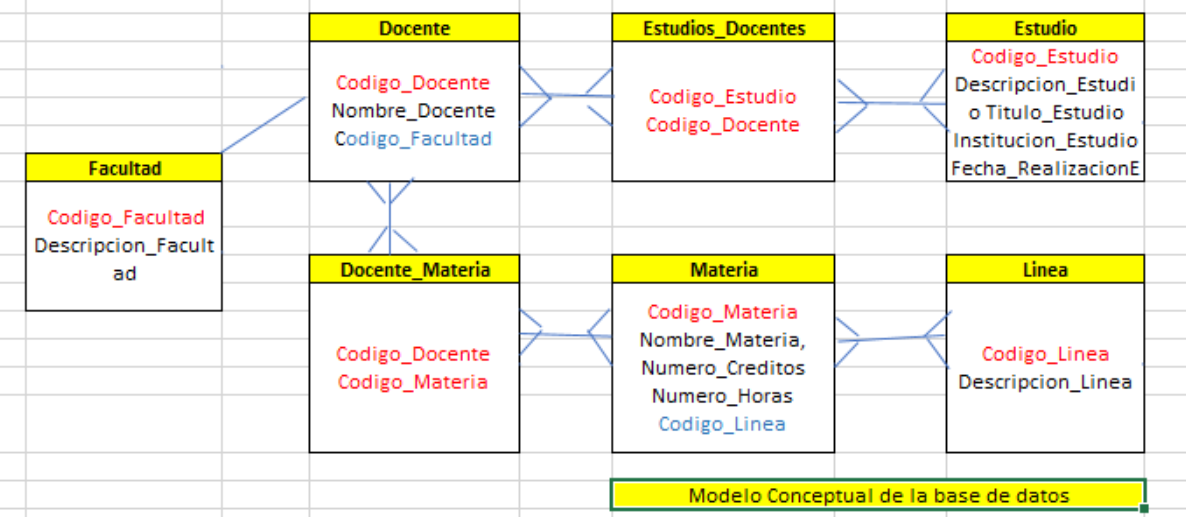 Docente
Codigo_Docente
Nombre_Docente
Codigo_Facultad
Estudios_Docentes
Codigo_Estudio
Codigo_Docente
Estudio
Codigo_Estudio
Descripcion_Estudi
o Titulo_Estudio
Institucion_Estudio
Fecha_RealizacionE
Facultad
Codigo_Facultad
Descripcion_Facult
ad
Docente_Materia
Codigo_Docente
Codigo_Materia
Materia
Codigo_Materia
Nombre_Materia,
Numero_Creditos
Numero_Horas
Codigo_Linea
Linea
Codigo_Linea
Descripcion_Linea
Modelo Conceptual de la base de datos